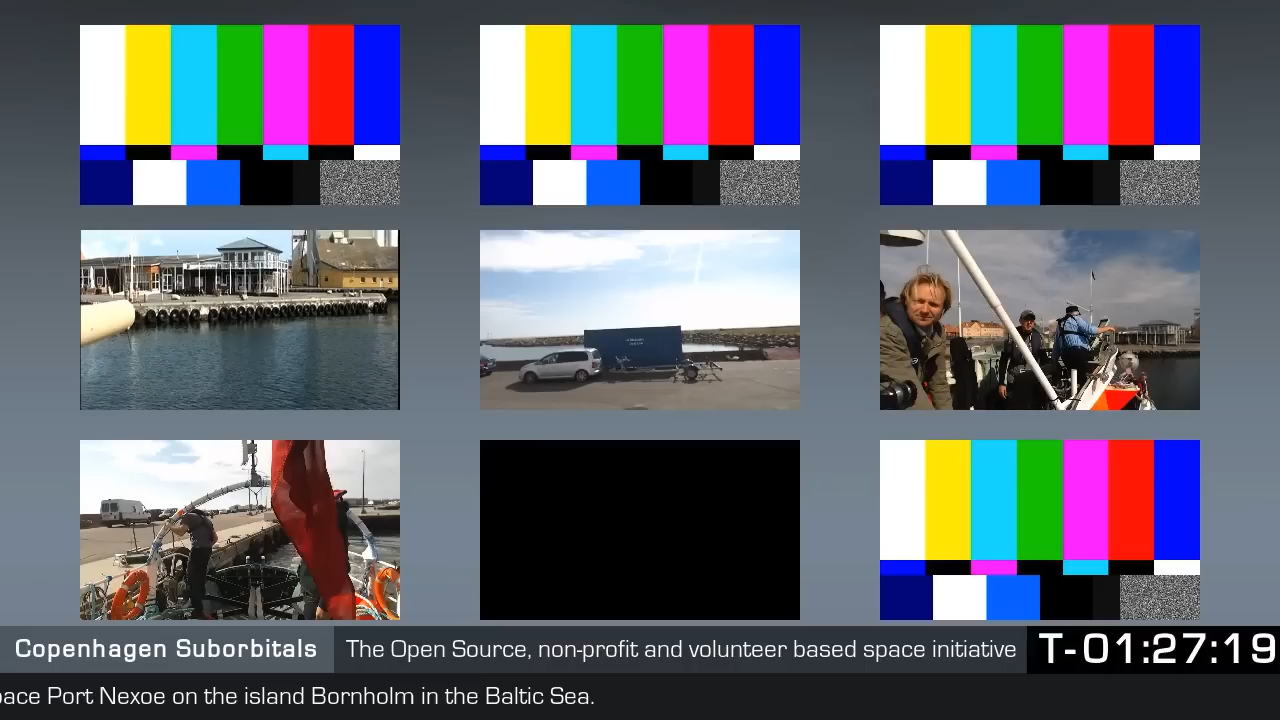 Copenhagen Suborbitals
The Open Source, non-profit and volunteer based space initiative
T-01:27:19
pace Port Nexoe on the island Bornholm in the Baltic Sea.